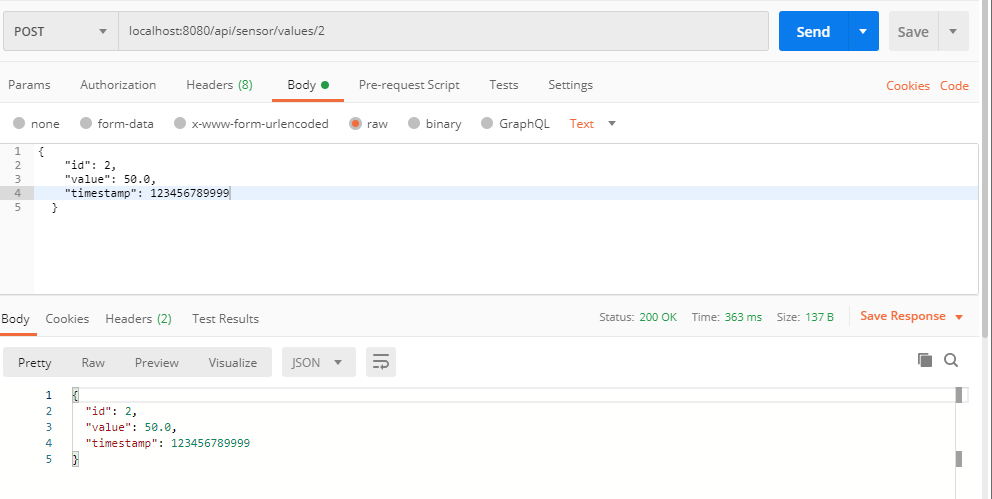 POST localhost:8080/api/sensor/values/2 Send Save
Params Authorization Headers (8) Body Pre-request Script Tests Settings Cookies Code
none form-data x-www-form-urlencoded raw binary GraphQL Text
1 {
2 "id": 2,
3 "value": 50.0,
4 "timestamp": 123456789999
5 }
Body Cookies Headers (2) Test Results Status: 200 OK Time: 363 ms Size: 137 B Save Response
Pretty Raw Preview Visualize JSON
1 {
2 "id": 2,
3 "value": 50.0,
4 "timestamp": 123456789999
5 }